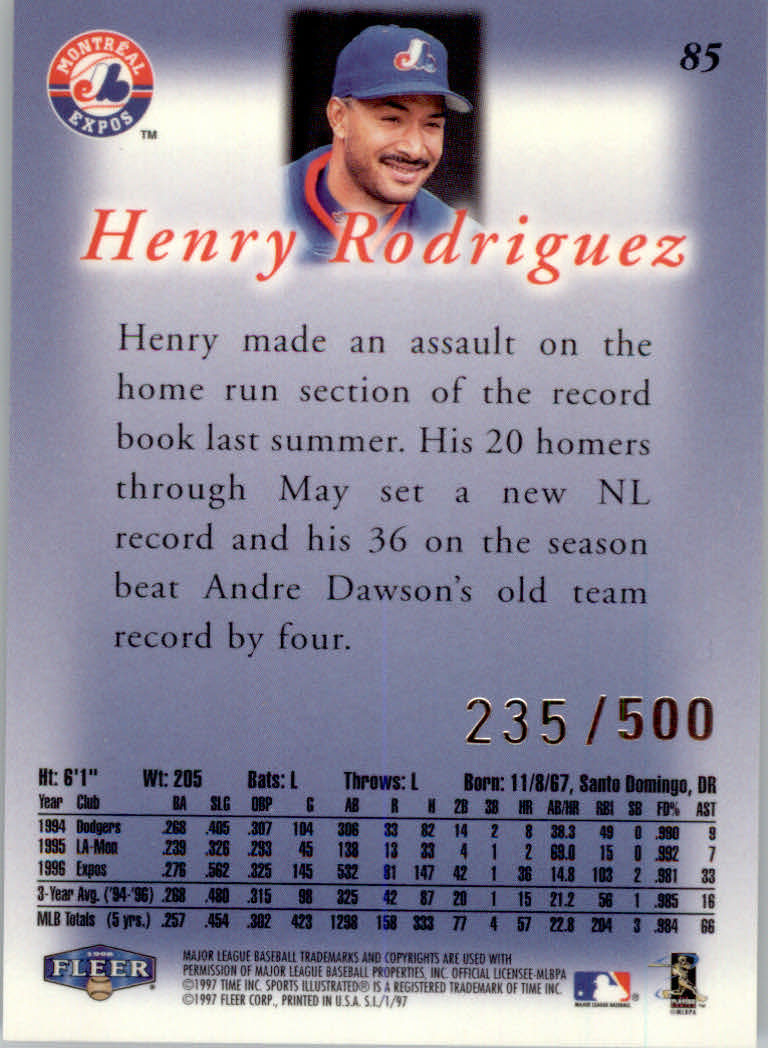 MONTRÉAL
EXPOS
TM
85
Henry Rodriguez
Henry made an assault on the
home run section of the record
book last summer. His 20 homers
through May set a new NL
record and his 36 on the season
beat Andre Dawson's old team
record by four.
235/500
Ht: 6'1" Wt: 205 Bats: L Throws: L Born: 11/8/67, Santo Domingo, DR
Year Club BA SLG OBP G AB R H 2B 3B HR AB/HR RBI SB FD% AST
1994 Dodgers .268 .405 .307 104 306 33 82 14 2 8 38.3 49 0 .990 9
1995 LA-Mon .239 .326 .293 45 138 13 33 4 1 2 69.0 15 0 .992 7
1996 Expos .276 .562 .325 145 532 81 147 42 1 36 14.8 103 2 .981 33
3-Year Avg. ('94-'96) .268 .480 .315 98 325 42 87 20 1 15 21.2 56 1 .985 16
MLB Totals (5 yrs.) .257 .454 .302 423 1298 158 333 77 4 57 22.8 204 3 .984 66
FLEER
MAJOR LEAGUE BASEBALL TRADEMARKS AND COPYRIGHTS ARE USED WITH
PERMISSION OF MAJOR LEAGUE BASEBALL PROPERTIES, INC. OFFICIAL LICENSEE-MLBPA
©1997 TIME INC. SPORTS ILLUSTRATED® IS A REGISTERED TRADEMARK OF TIME INC.
©1997 FLEER CORP., PRINTED IN U.S.A. S.I./1/97
MAJOR LEAGUE BASEBALL
©MLBPA